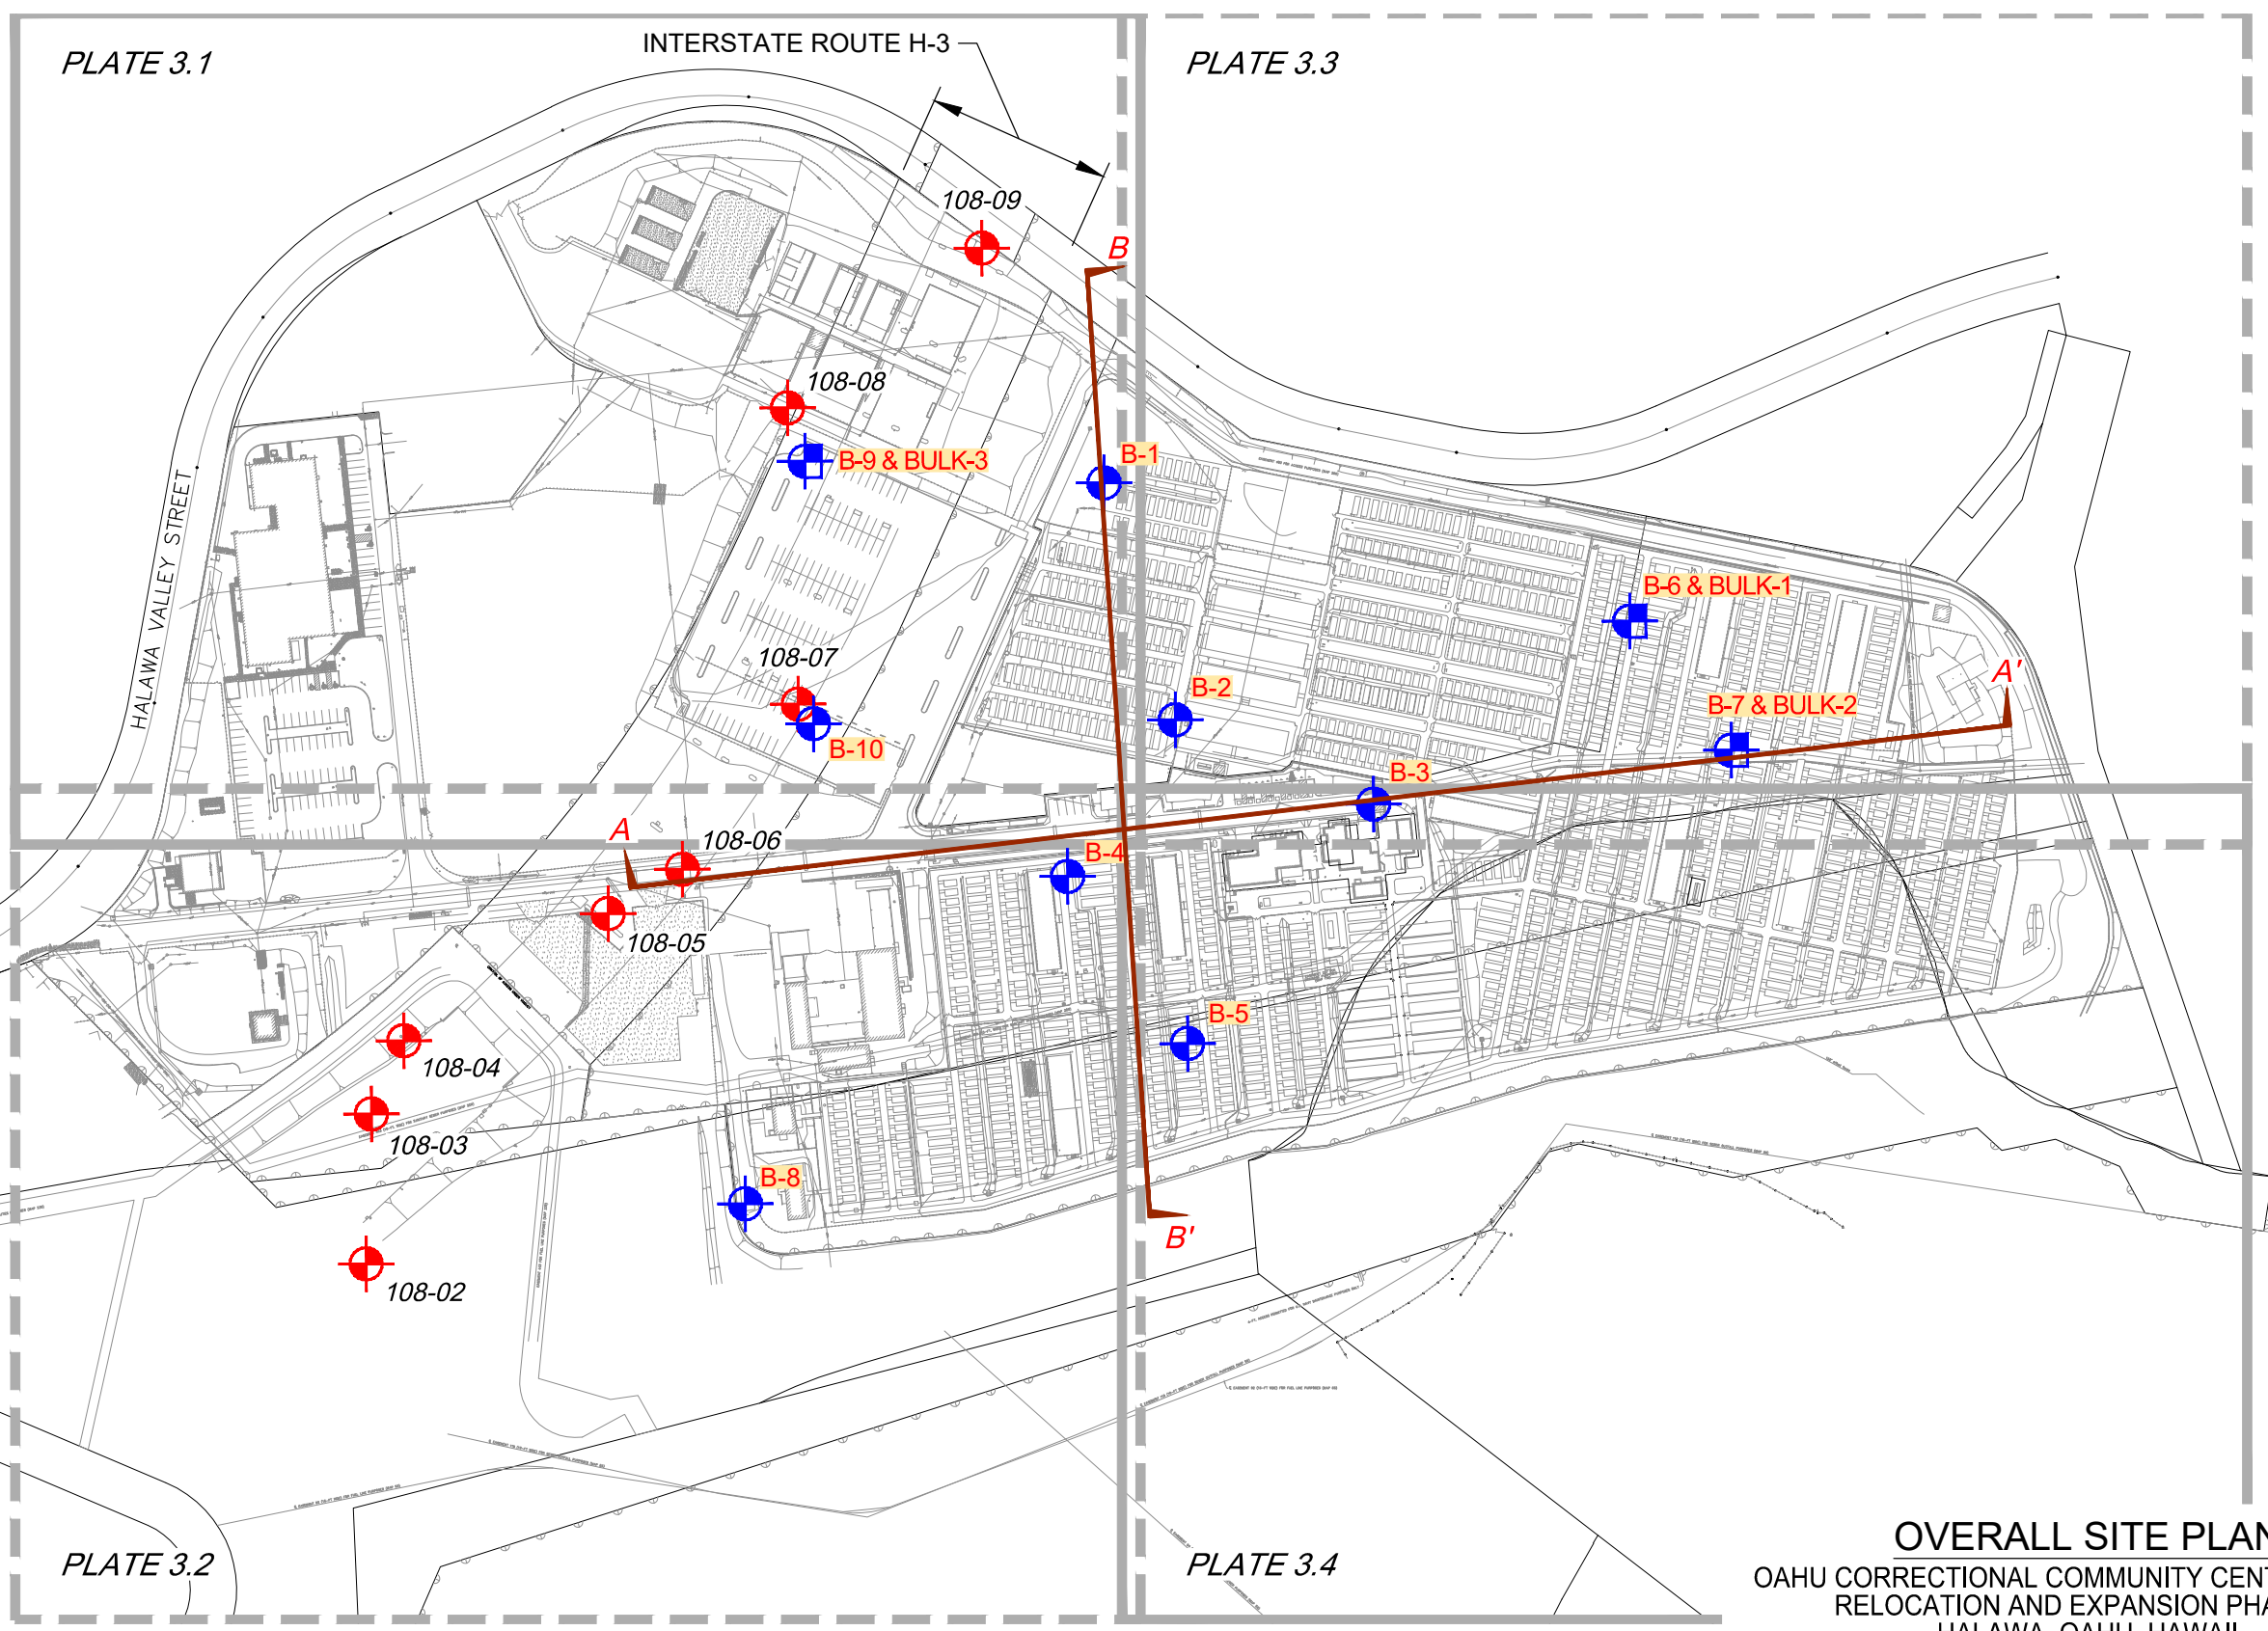 PLATE 3.1
INTERSTATE ROUTE H-3
PLATE 3.3
108-09
B
108-08
B-9 & BULK-3
B-1
HALAWA VALLEY STREET
B-6 & BULK-1
108-07
B-2
A'
B-7 & BULK-2
B-10
B-3
A
108-06
B-4
108-05
B-5
108-04
108-03
B-8
B'
108-02
PLATE 3.2
PLATE 3.4
OVERALL SITE PLAN
OAHU CORRECTIONAL COMMUNITY CENT
RELOCATION AND EXPANSION PHA
HALAWA, OAHU, HAWAII